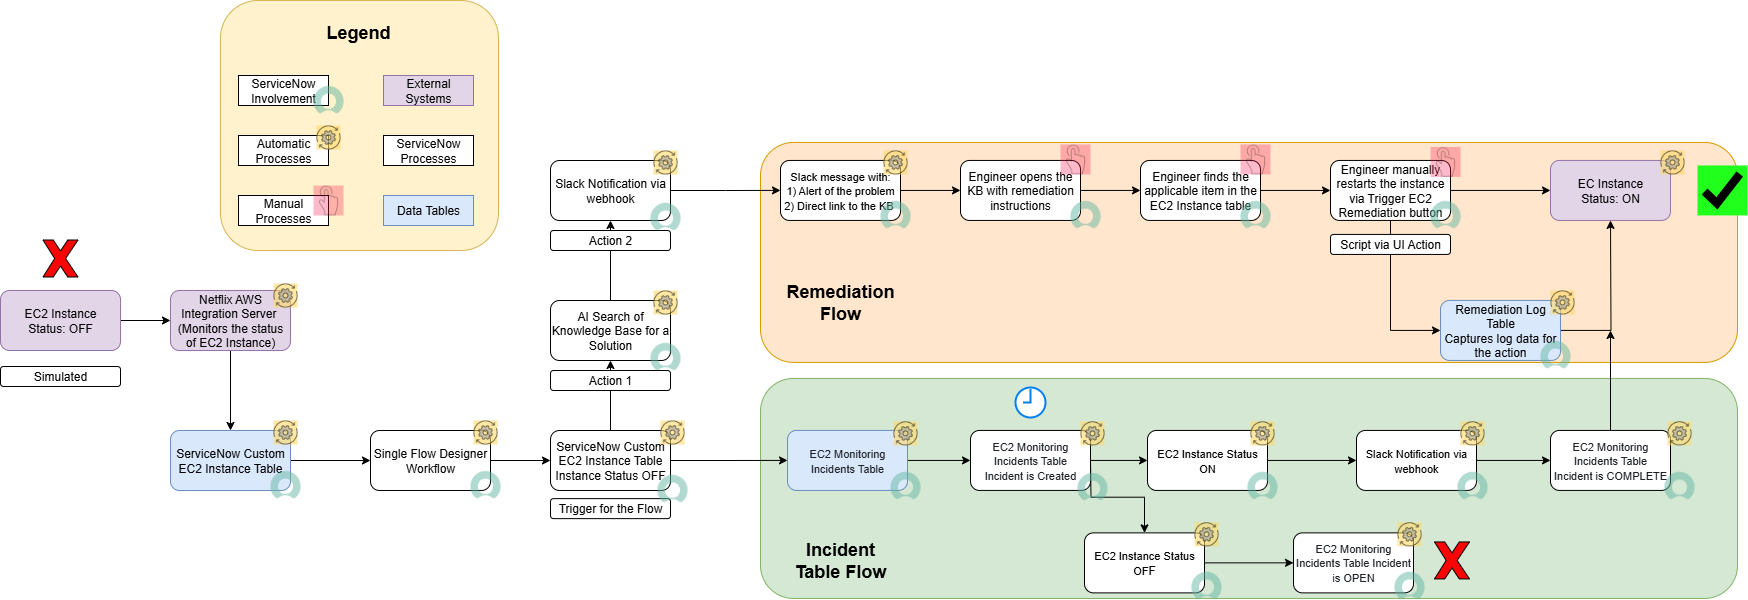 Legend
ServiceNow
Involvement
External
Systems
Automatic
Processes
ServiceNow
Processes
Manual
Processes
Data Tables
EC2 Instance
Status: OFF
Simulated
Netflix AWS
Integration Server
(Monitors the status
of EC2 Instance)
ServiceNow Custom
EC2 Instance Table
Single Flow Designer
Workflow
ServiceNow Custom
EC2 Instance Table
Instance Status OFF
Trigger for the Flow
Action 1
AI Search of
Knowledge Base for a
Solution
Action 2
Slack Notification via
webhook
Remediation
Flow
Slack message with:
1) Alert of the problem
2) Direct link to the KB
Engineer opens the
KB with remediation
instructions
Engineer finds the
applicable item in the
EC2 Instance table
Engineer manually
restarts the instance
via Trigger EC2
Remediation button
Script via UI Action
EC Instance
Status: ON
Remediation Log
Table
Captures log data for
the action
Incident
Table Flow
EC2 Monitoring
Incidents Table
EC2 Monitoring
Incidents Table
Incident is Created
EC2 Instance Status
ON
Slack Notification via
webhook
EC2 Monitoring
Incidents Table
Incident is COMPLETE
EC2 Instance Status
OFF
EC2 Monitoring
Incidents Table Incident
is OPEN